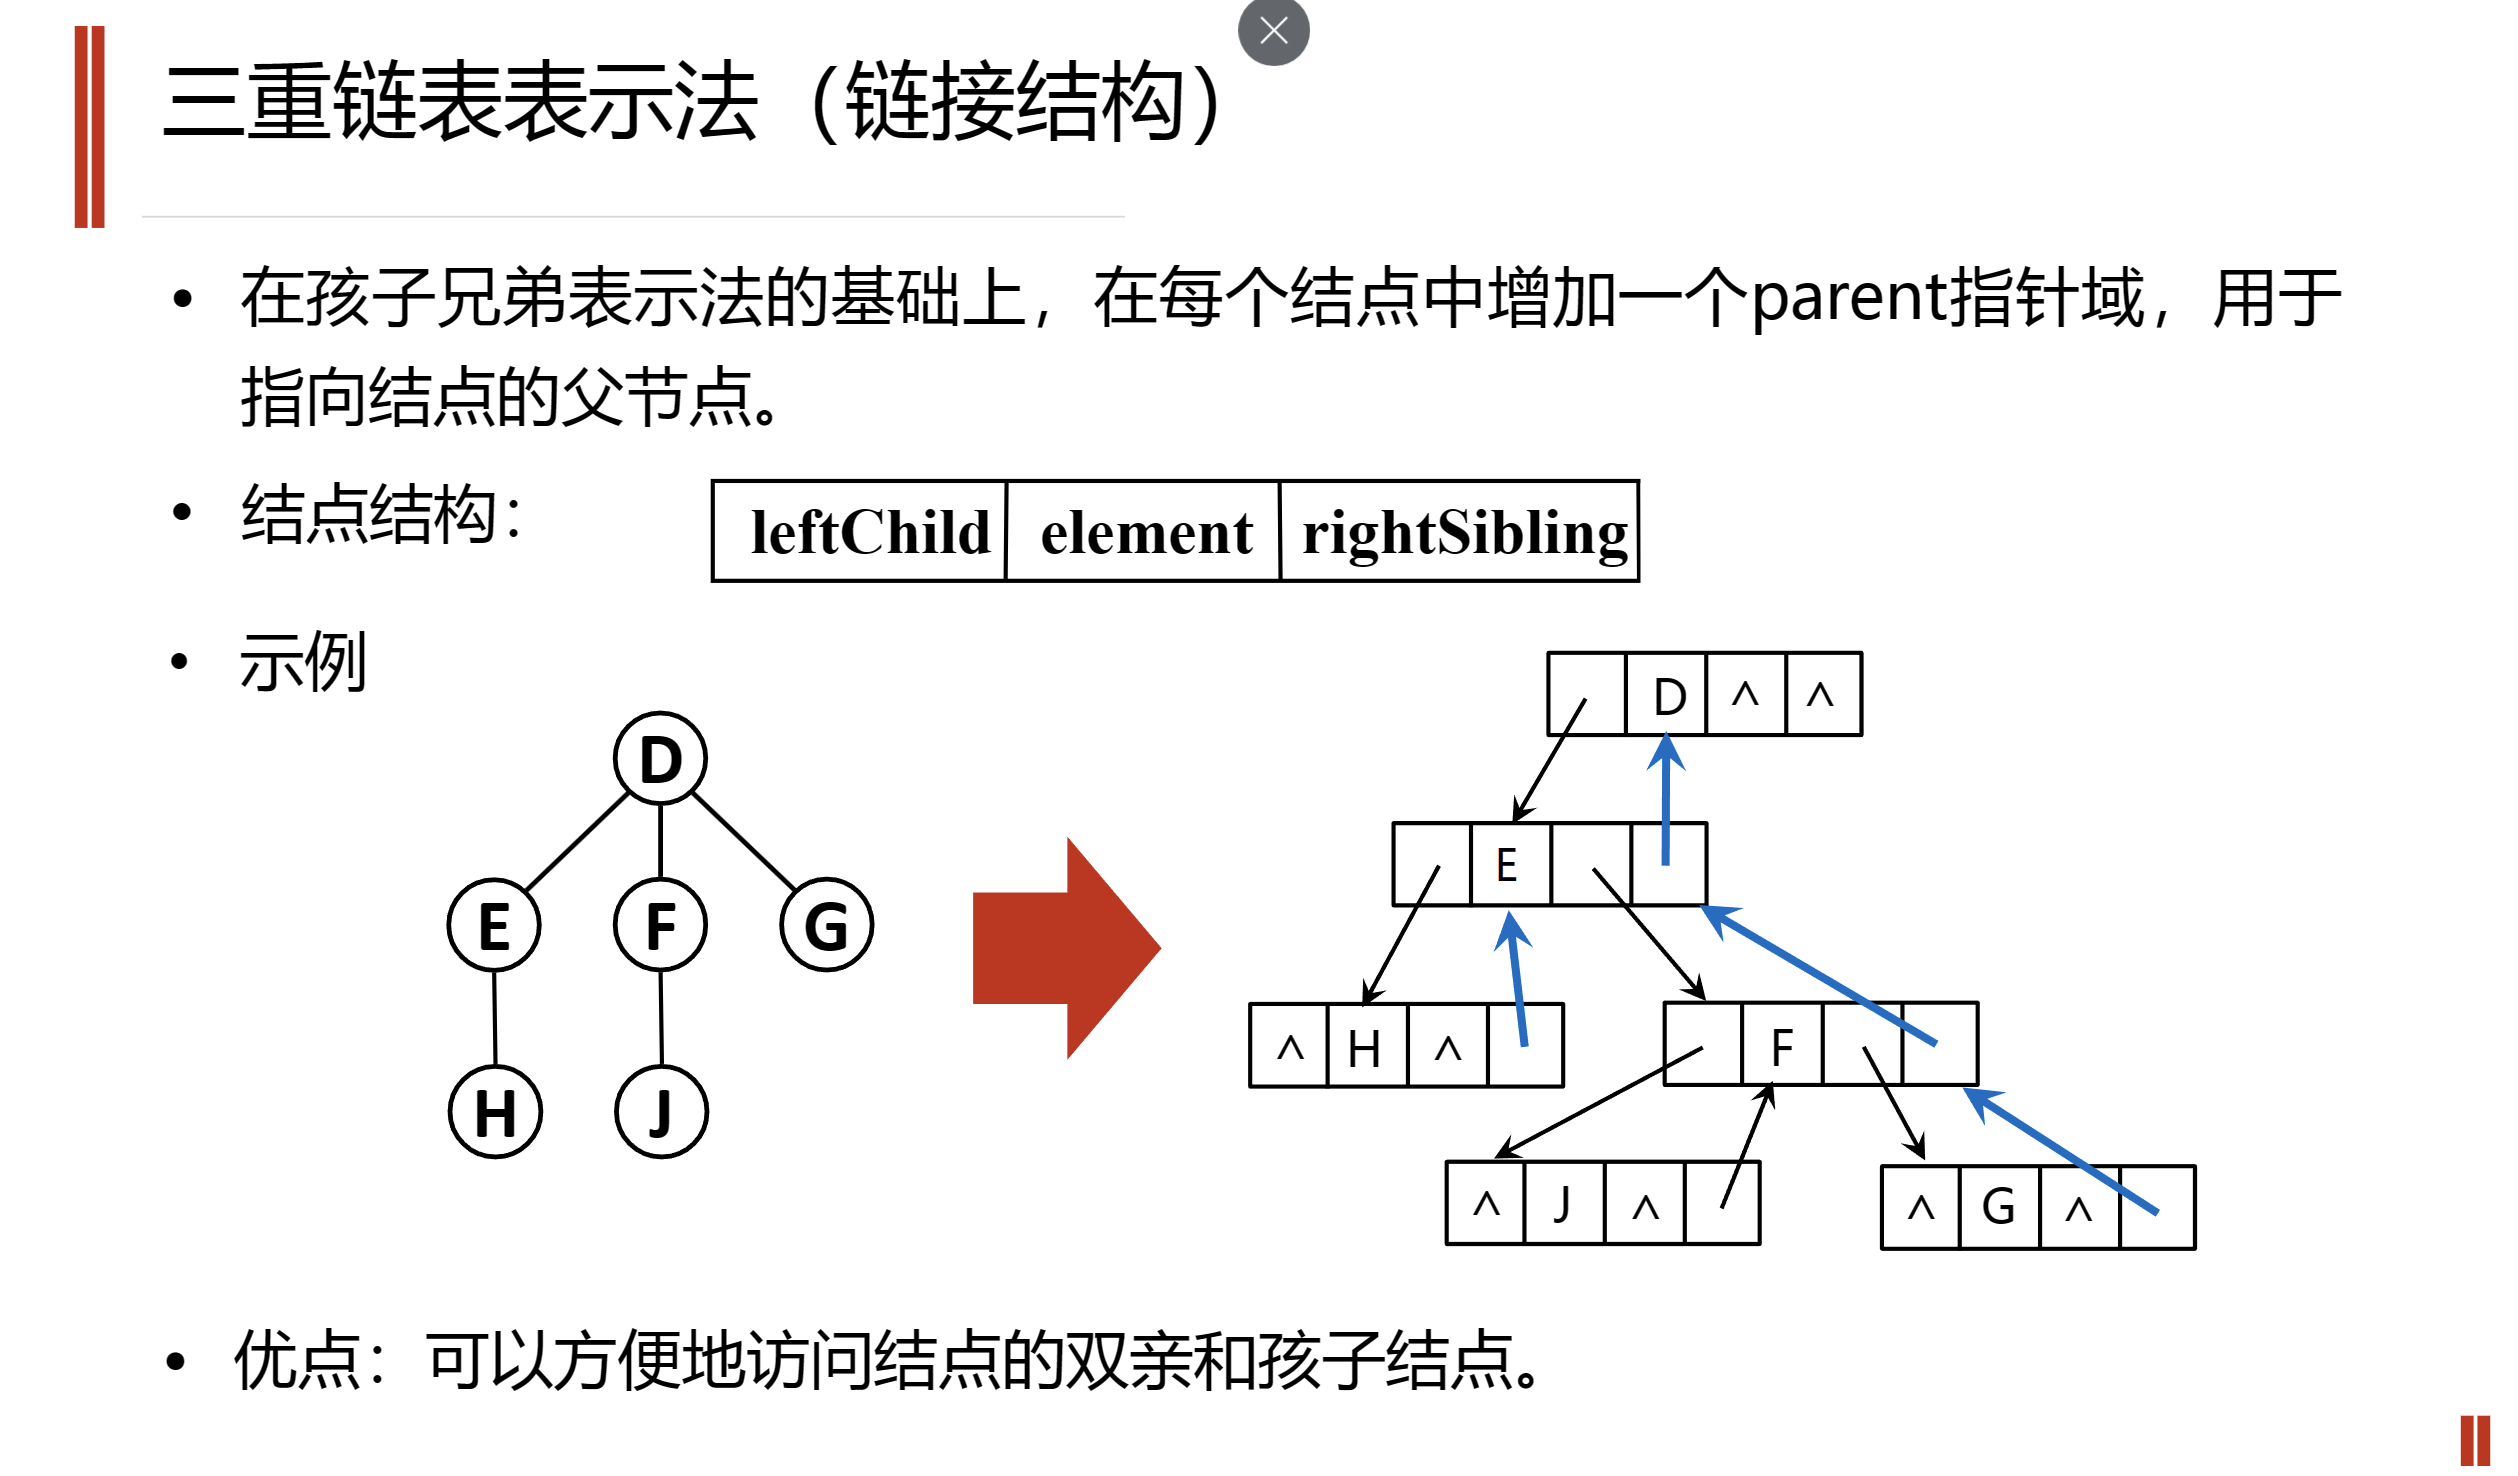 三重链表表示法（链接结构）
• 在孩子兄弟表示法的基础上，在每个结点中增加一个parent指针域，用于
指向结点的父节点。
• 结点结构：
leftChild element rightSibling
• 示例
D
E F G
H J
D ^ ^
E
^ H ^
F
^ J ^
^ G ^
• 优点：可以方便地访问结点的双亲和孩子结点。